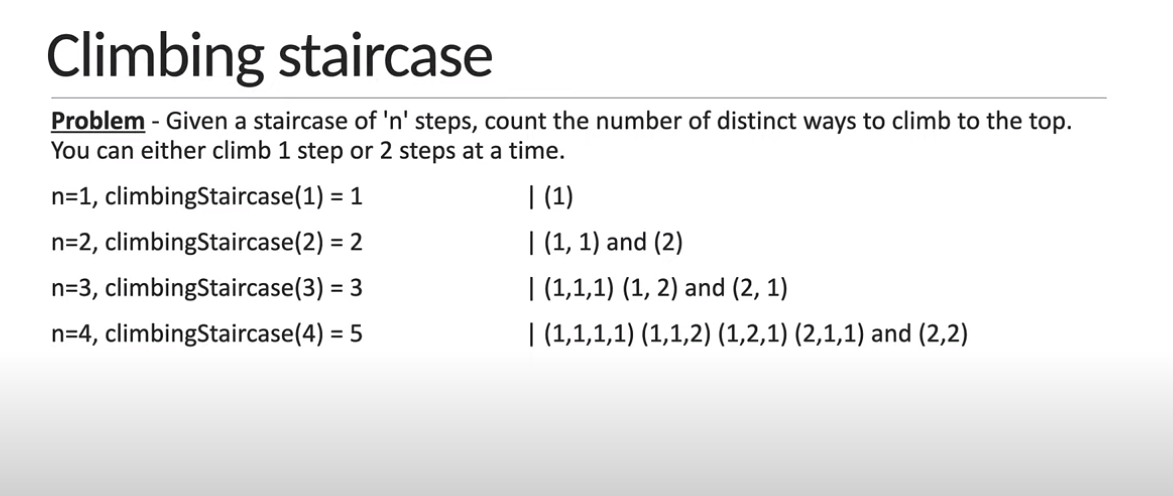 Climbing staircase
Problem - Given a staircase of 'n' steps, count the number of distinct ways to climb to the top.
You can either climb 1 step or 2 steps at a time.
n=1, climbingStaircase(1) = 1 | (1)
n=2, climbingStaircase(2) = 2 | (1, 1) and (2)
n=3, climbingStaircase(3) = 3 | (1,1,1) (1, 2) and (2, 1)
n=4, climbingStaircase(4) = 5 | (1,1,1,1) (1,1,2) (1,2,1) (2,1,1) and (2,2)